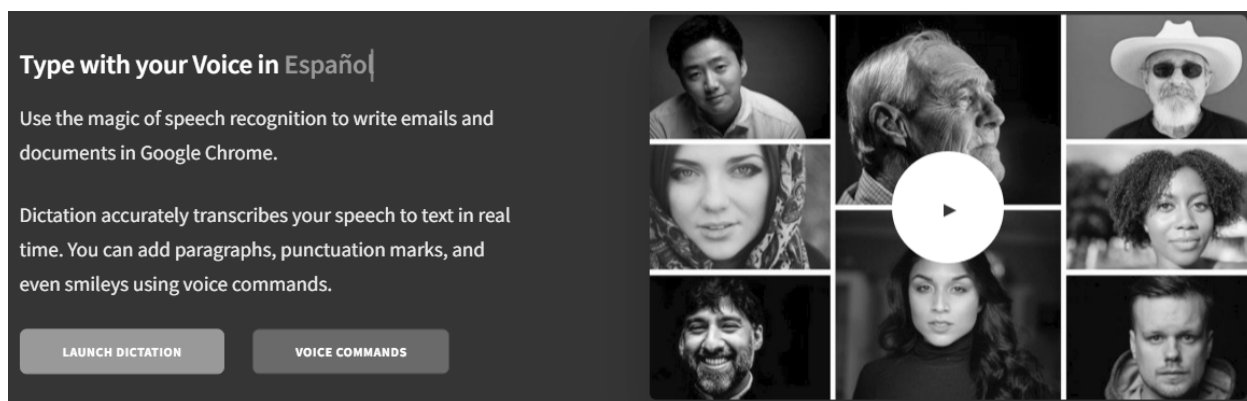 Type with your Voice in Español
Use the magic of speech recognition to write emails and
documents in Google Chrome.
Dictation accurately transcribes your speech to text in real
time. You can add paragraphs, punctuation marks, and
even smileys using voice commands.
LAUNCH DICTATION
VOICE COMMANDS